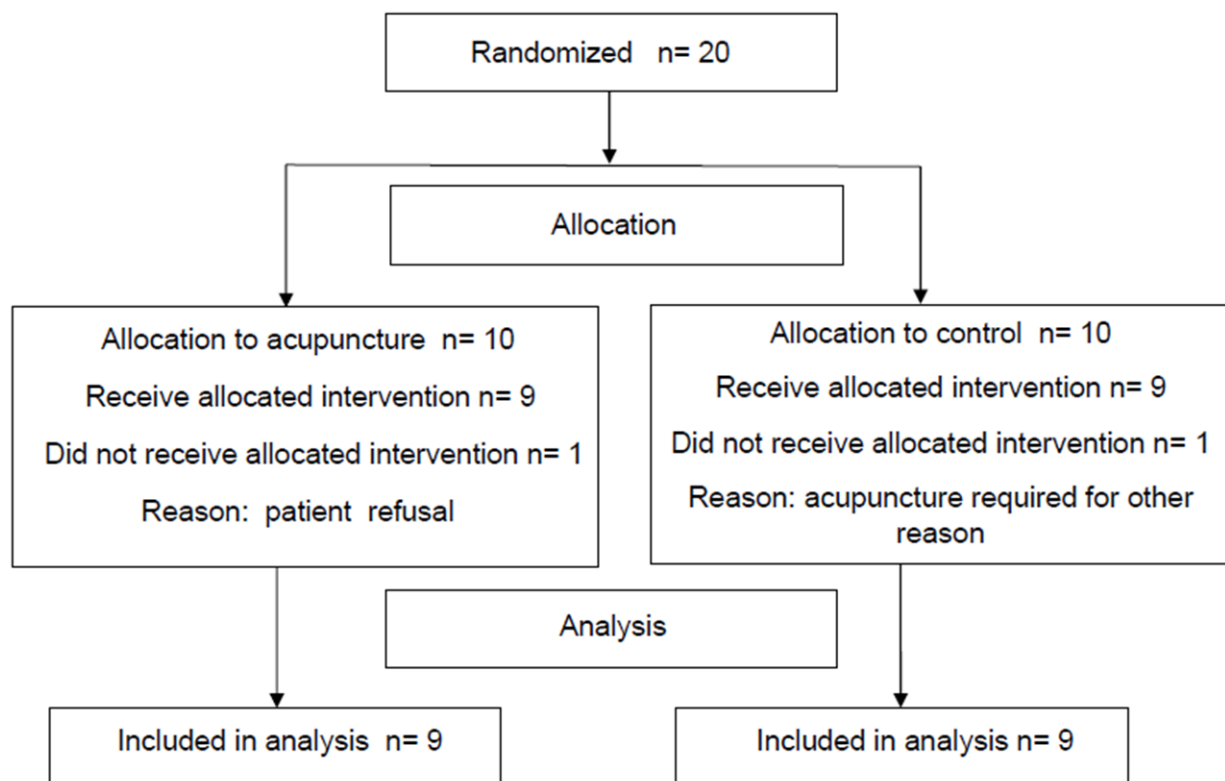 Randomized n= 20
Allocation
Allocation to acupuncture n= 10
Receive allocated intervention n= 9
Did not receive allocated intervention n= 1
Reason: patient refusal
Allocation to control n= 10
Receive allocated intervention n= 9
Did not receive allocated intervention n= 1
Reason: acupuncture required for other
reason
Analysis
Included in analysis n= 9
Included in analysis n= 9